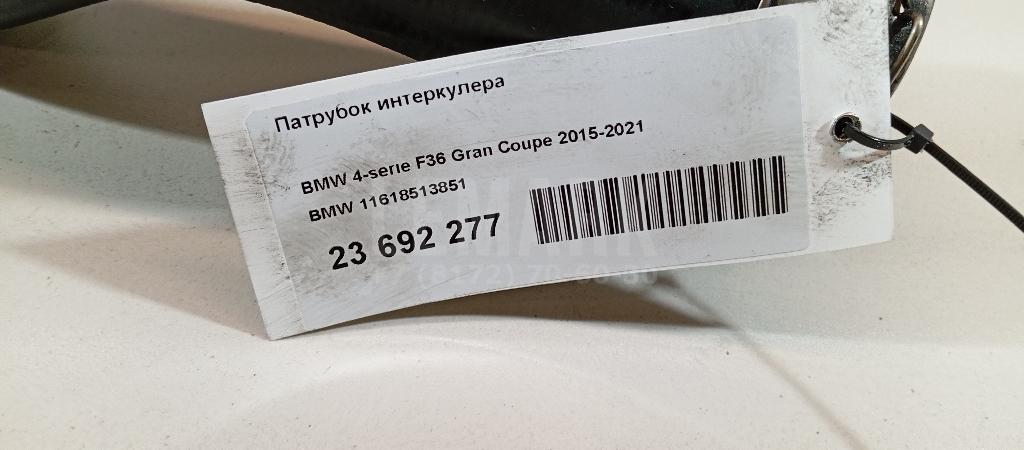 Патрубок интеркулера
BMW 4-serie F36 Gran Coupe 2015-2021
BMW 11618513851
23 692 277